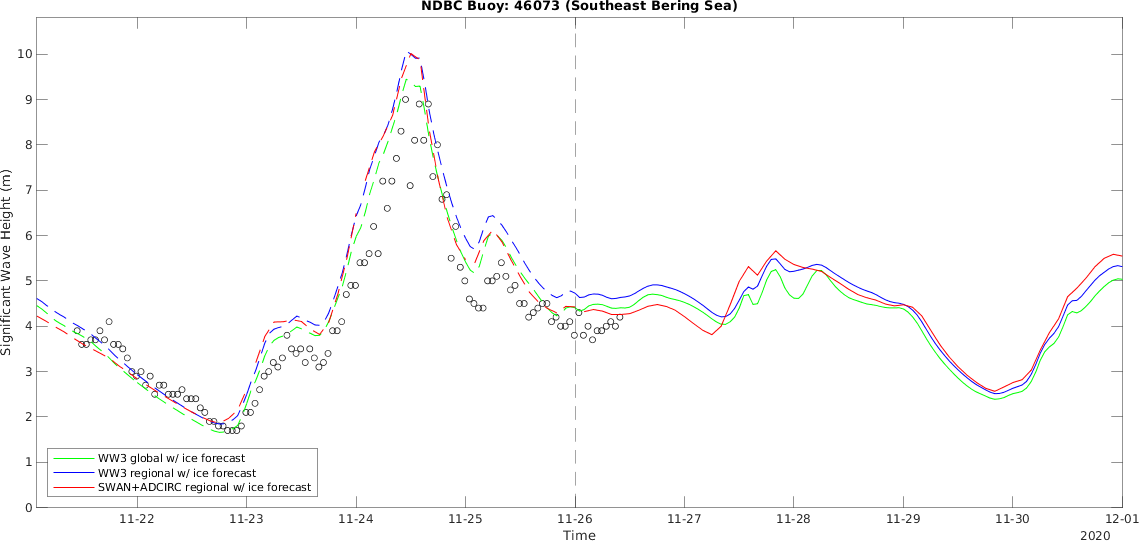 NDBC Buoy: 46073 (Southeast Bering Sea)
Significant Wave Height (m)
10
9
8
7
6
5
4
3
2
1
0
WW3 global w/ ice forecast
WW3 regional w/ ice forecast
SWAN+ADCIRC regional w/ ice forecast
11-22 11-23 11-24 11-25 11-26 11-27 11-28 11-29 11-30 12-01
Time
2020